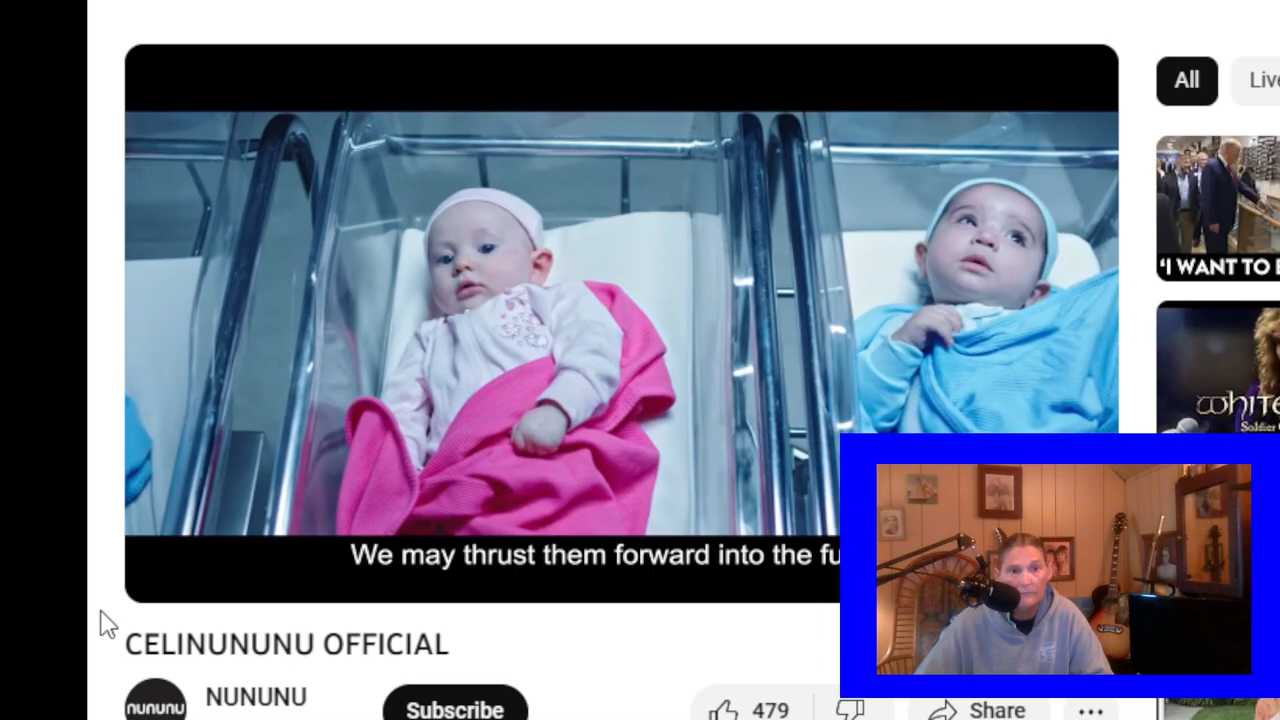 All
Live
'I WANT TO
WHITE
Soldier
We may thrust them forward into the fu
CELINUNUNU OFFICIAL
nununu
NUNUNU
Subscribe
479
Share